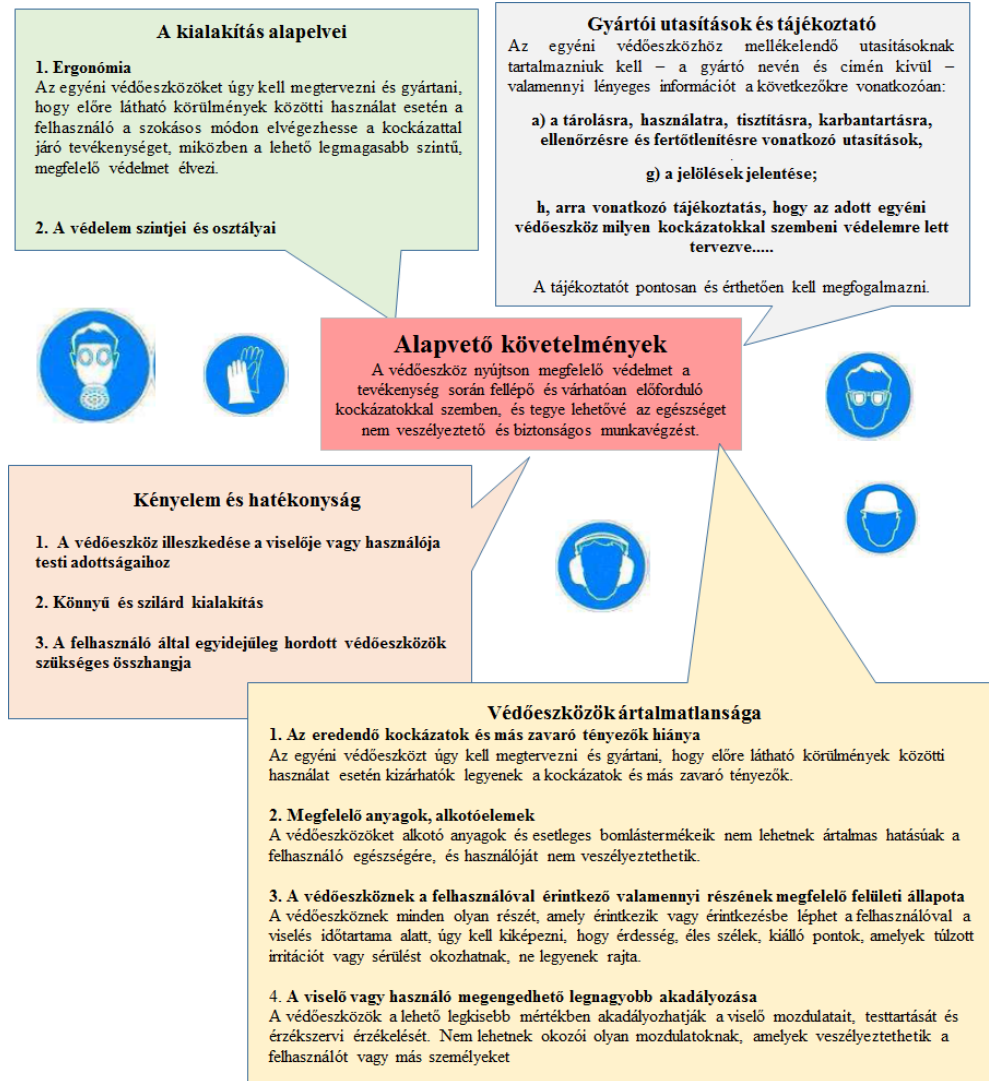 A kialakítás alapelvei
1. Ergonómia
Az egyéni védőeszközöket úgy kell megtervezni és gyártani,
hogy előre látható körülmények közötti használat esetén a
felhasználó a szokásos módon elvégezhesse a kockázattal
járó tevékenységet, miközben a lehető legmagasabb szintű,
megfelelő védelmet élvezi.
2. A védelem szintjei és osztályai
Gyártói utasítások és tájékoztató
Az egyéni védőeszközhöz mellékelendő utasításoknak
tartalmazniuk kell – a gyártó nevén és címén kívül –
valamennyi lényeges információt a következőkre vonatkozóan:
a) a tárolásra, használatra, tisztításra, karbantartásra,
ellenőrzésre és fertőtlenítésre vonatkozó utasítások,
.
g) a jelölések jelentése;
h, arra vonatkozó tájékoztatás, hogy az adott egyéni
védőeszköz milyen kockázatokkal szembeni védelemre lett
tervezve.....
A tájékoztatót pontosan és érthetően kell megfogalmazni.
Alapvető követelmények
A védőeszköz nyújtson megfelelő védelmet a
tevékenység során fellépő és várhatóan előforduló
kockázatokkal szemben, és tegye lehetővé az egészséget
nem veszélyeztető és biztonságos munkavégzést.
Kényelem és hatékonyság
1. A védőeszköz illeszkedése a viselője vagy használója
testi adottságaihoz
2. Könnyű és szilárd kialakítás
3. A felhasználó által egyidejűleg hordott védőeszközök
szükséges összhangja
Védőeszközök ártalmatlansága
1. Az eredendő kockázatok és más zavaró tényezők hiánya
Az egyéni védőeszközt úgy kell megtervezni és gyártani, hogy előre látható körülmények közötti
használat esetén kizárhatók legyenek a kockázatok és más zavaró tényezők.
2. Megfelelő anyagok, alkotóelemek
A védőeszközöket alkotó anyagok és esetleges bomlástermékeik nem lehetnek ártalmas hatásúak a
felhasználó egészségére, és használóját nem veszélyeztethetik.
3. A védőeszköznek a felhasználóval érintkező valamennyi részének megfelelő felületi állapota
A védőeszköznek minden olyan részét, amely érintkezik vagy érintkezésbe léphet a felhasználóval a
viselés időtartama alatt, úgy kell kiképezni, hogy érdesség, éles szélek, kiálló pontok, amelyek túlzott
irritációt vagy sérülést okozhatnak, ne legyenek rajta.
4. A viselő vagy használó megengedhető legnagyobb akadályozása
A védőeszközök a lehető legkisebb mértékben akadályozhatják a viselő mozdulatait, testtartását és
érzékszervi érzékelését. Nem lehetnek okozói olyan mozdulatoknak, amelyek veszélyeztethetik a
felhasználót vagy más személyeket